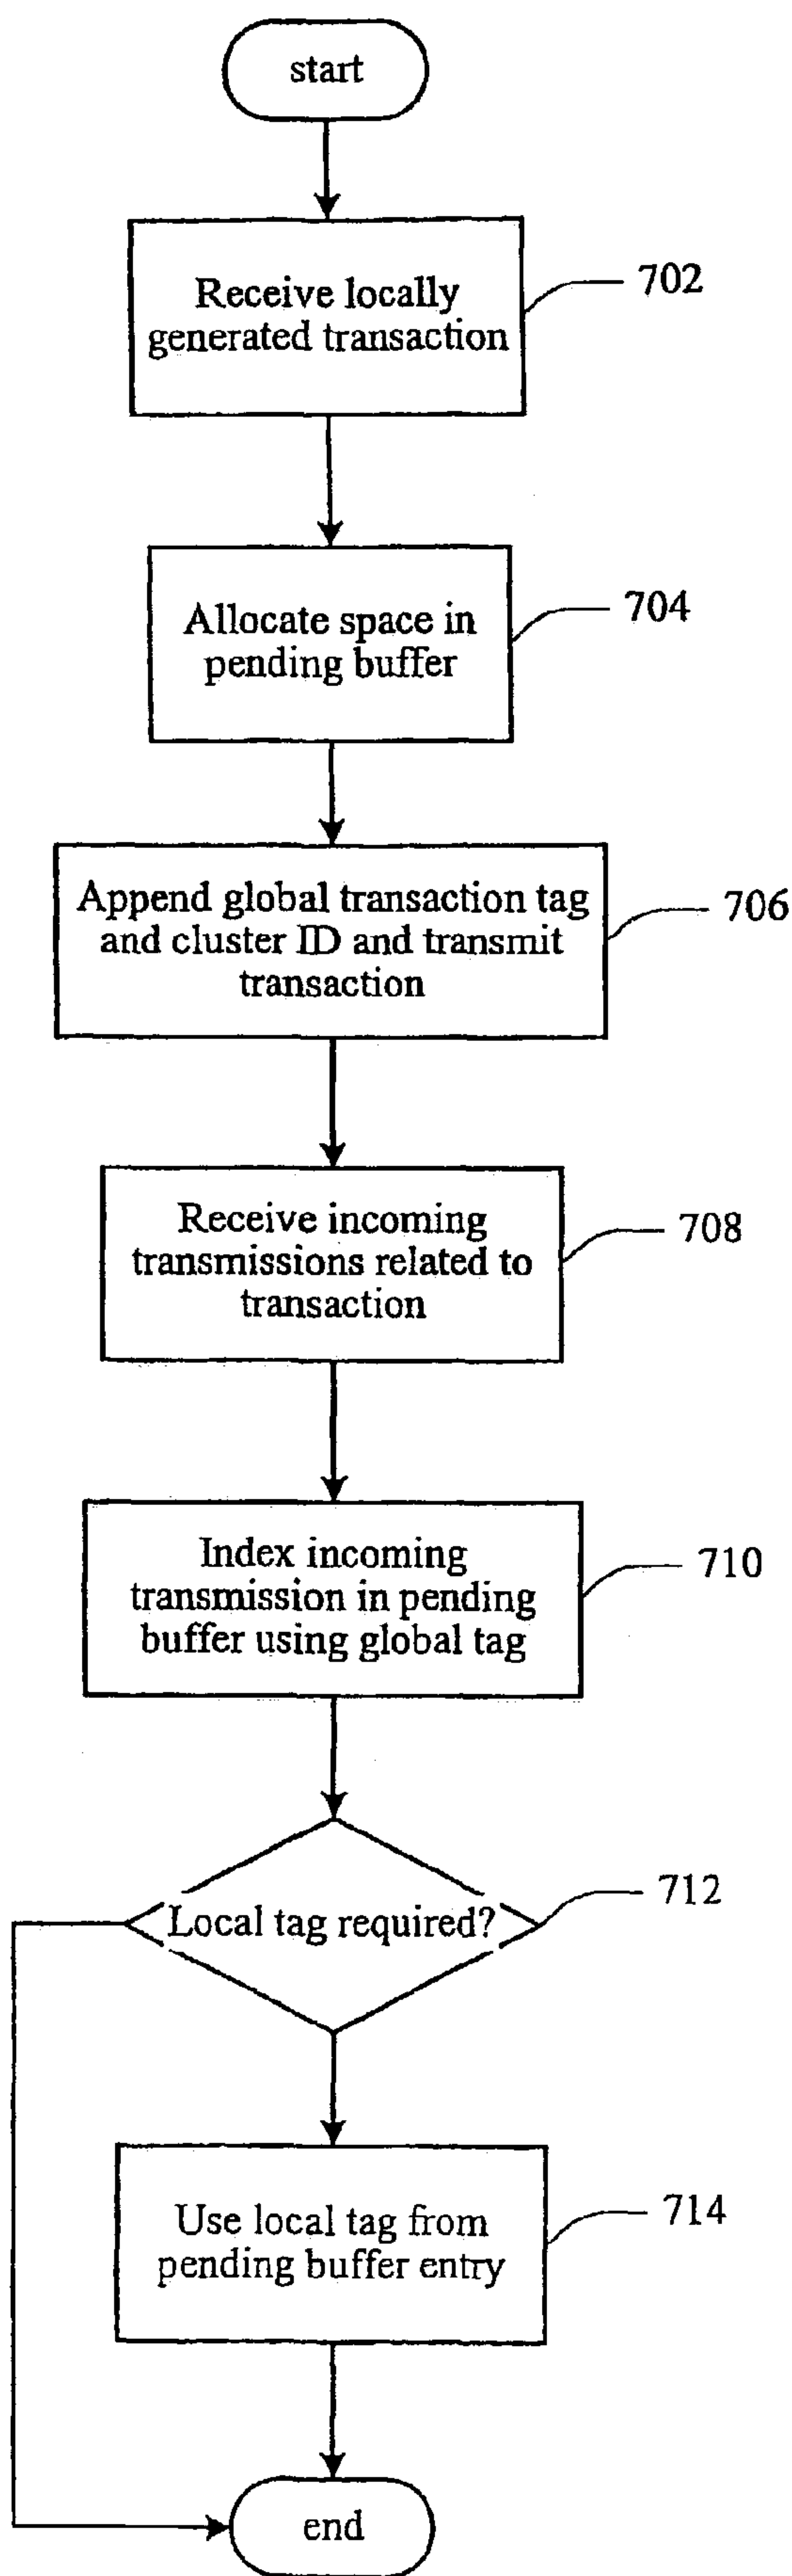 start
Receive locally
generated transaction
702
Allocate space in
pending buffer
704
Append global transaction tag
and cluster ID and transmit
transaction
706
Receive incoming
transmissions related to
transaction
708
Index incoming
transmission in pending
buffer using global tag
710
Local tag required?
712
Use local tag from
pending buffer entry
714
end